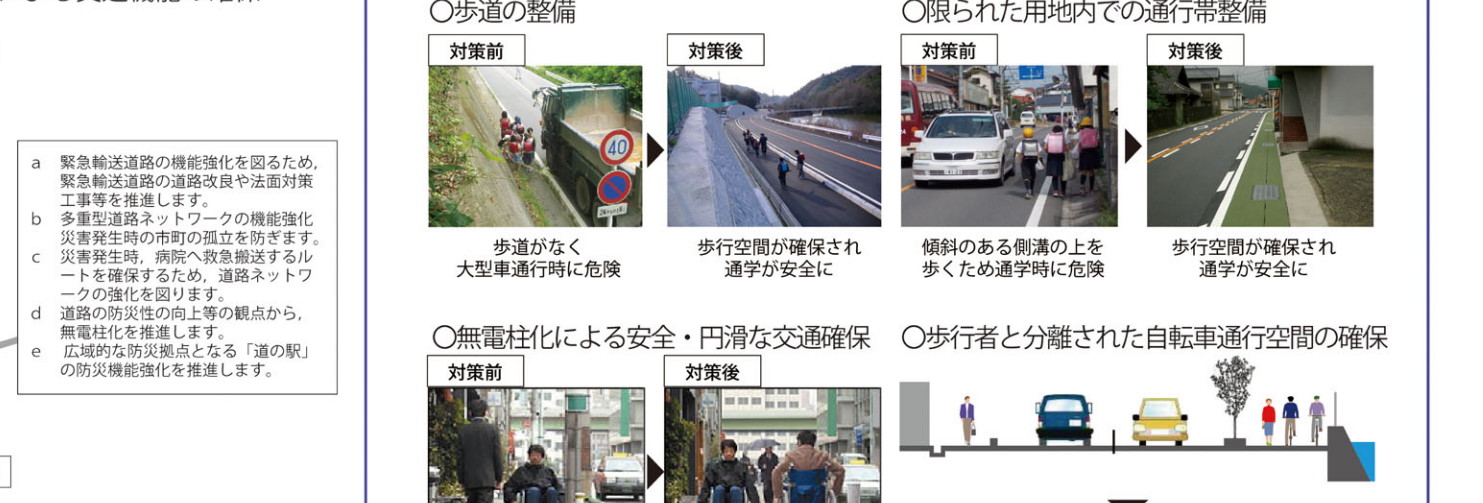 ○歩道の整備
○限られた用地内での通行帯整備
対策前
対策後
対策前
対策後
40
歩道がなく
大型車通行時に危険
歩行空間が確保され
通学が安全に
傾斜のある側溝の上を
歩くため通学時に危険
歩行空間が確保され
通学が安全に
a 緊急輸送道路の機能強化を図るため,
緊急輸送道路の道路改良や法面対策
工事等を推進します。
b 多重型道路ネットワークの機能強化
災害発生時の市町の孤立を防ぎます。
c 災害発生時, 病院へ救急搬送するル
ートを確保するため, 道路ネットワ
ークの強化を図ります。
d 道路の防災性の向上等の観点から,
無電柱化を推進します。
e 広域的な防災拠点となる「道の駅」
の防災機能強化を推進します。
○無電柱化による安全・円滑な交通確保
○歩行者と分離された自転車通行空間の確保
対策前
対策後